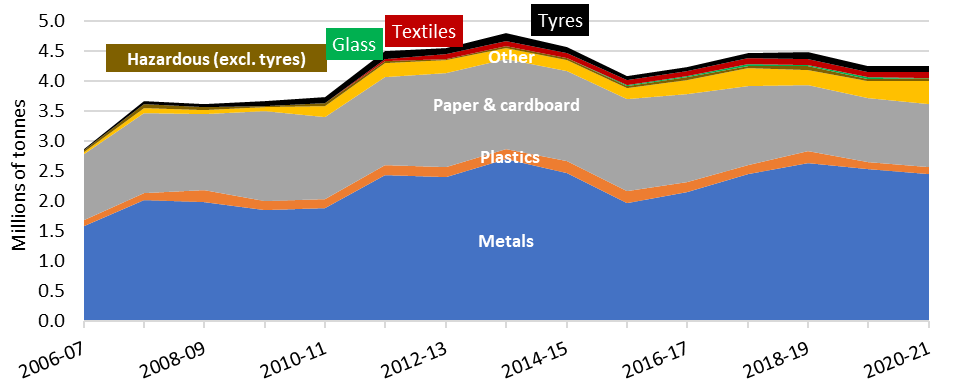 Millions of tonnes
5.0
4.5
4.0
3.5
3.0
2.5
2.0
1.5
1.0
0.5
0.0
Tyres
Textiles
Glass
Hazardous (excl. tyres)
Other
Paper & cardboard
Plastics
Metals
2006-07
2008-09
2010-11
2012-13
2014-15
2016-17
2018-19
2020-21